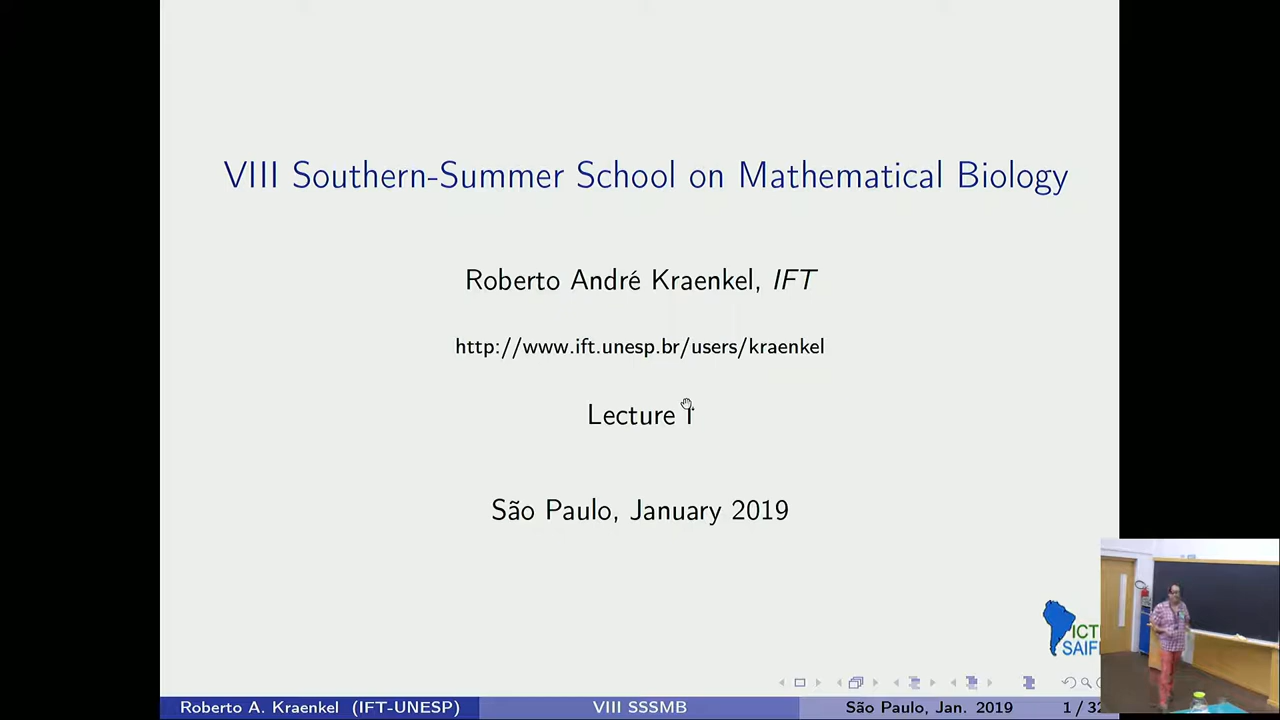 VIII Southern-Summer School on Mathematical Biology
Roberto André Kraenkel, IFT
http://www.ift.unesp.br/users/kraenkel
Lecture I
São Paulo, January 2019
SAIF
Roberto A. Kraenkel (IFT-UNESP) VIII SSSMB São Paulo, Jan. 2019 1 / 32